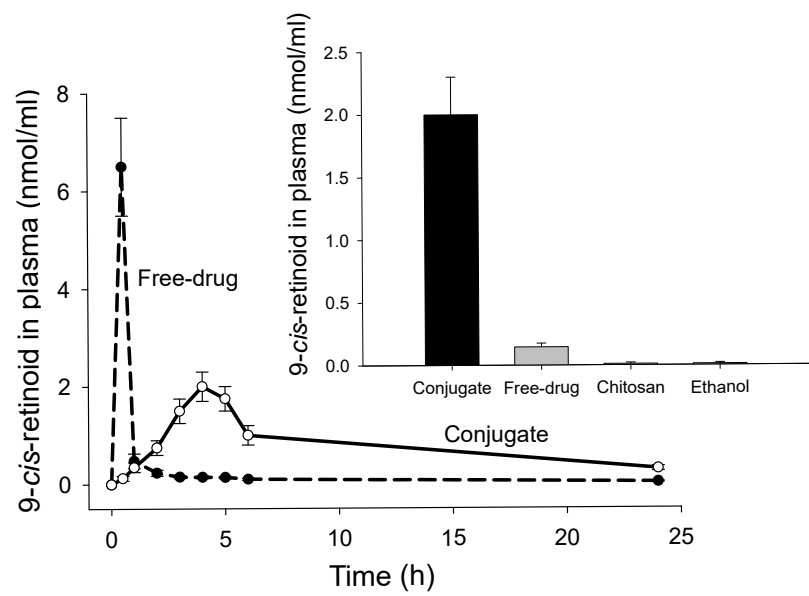 9-cis-retinoid in plasma (nmol/ml)
8
6
4
2
0
Free-drug
Conjugate
0 5 10 15 20 25
Time (h)
9-cis-retinoid in plasma (nmol/ml)
2.5
2.0
1.5
1.0
0.5
0.0
Conjugate Free-drug Chitosan Ethanol